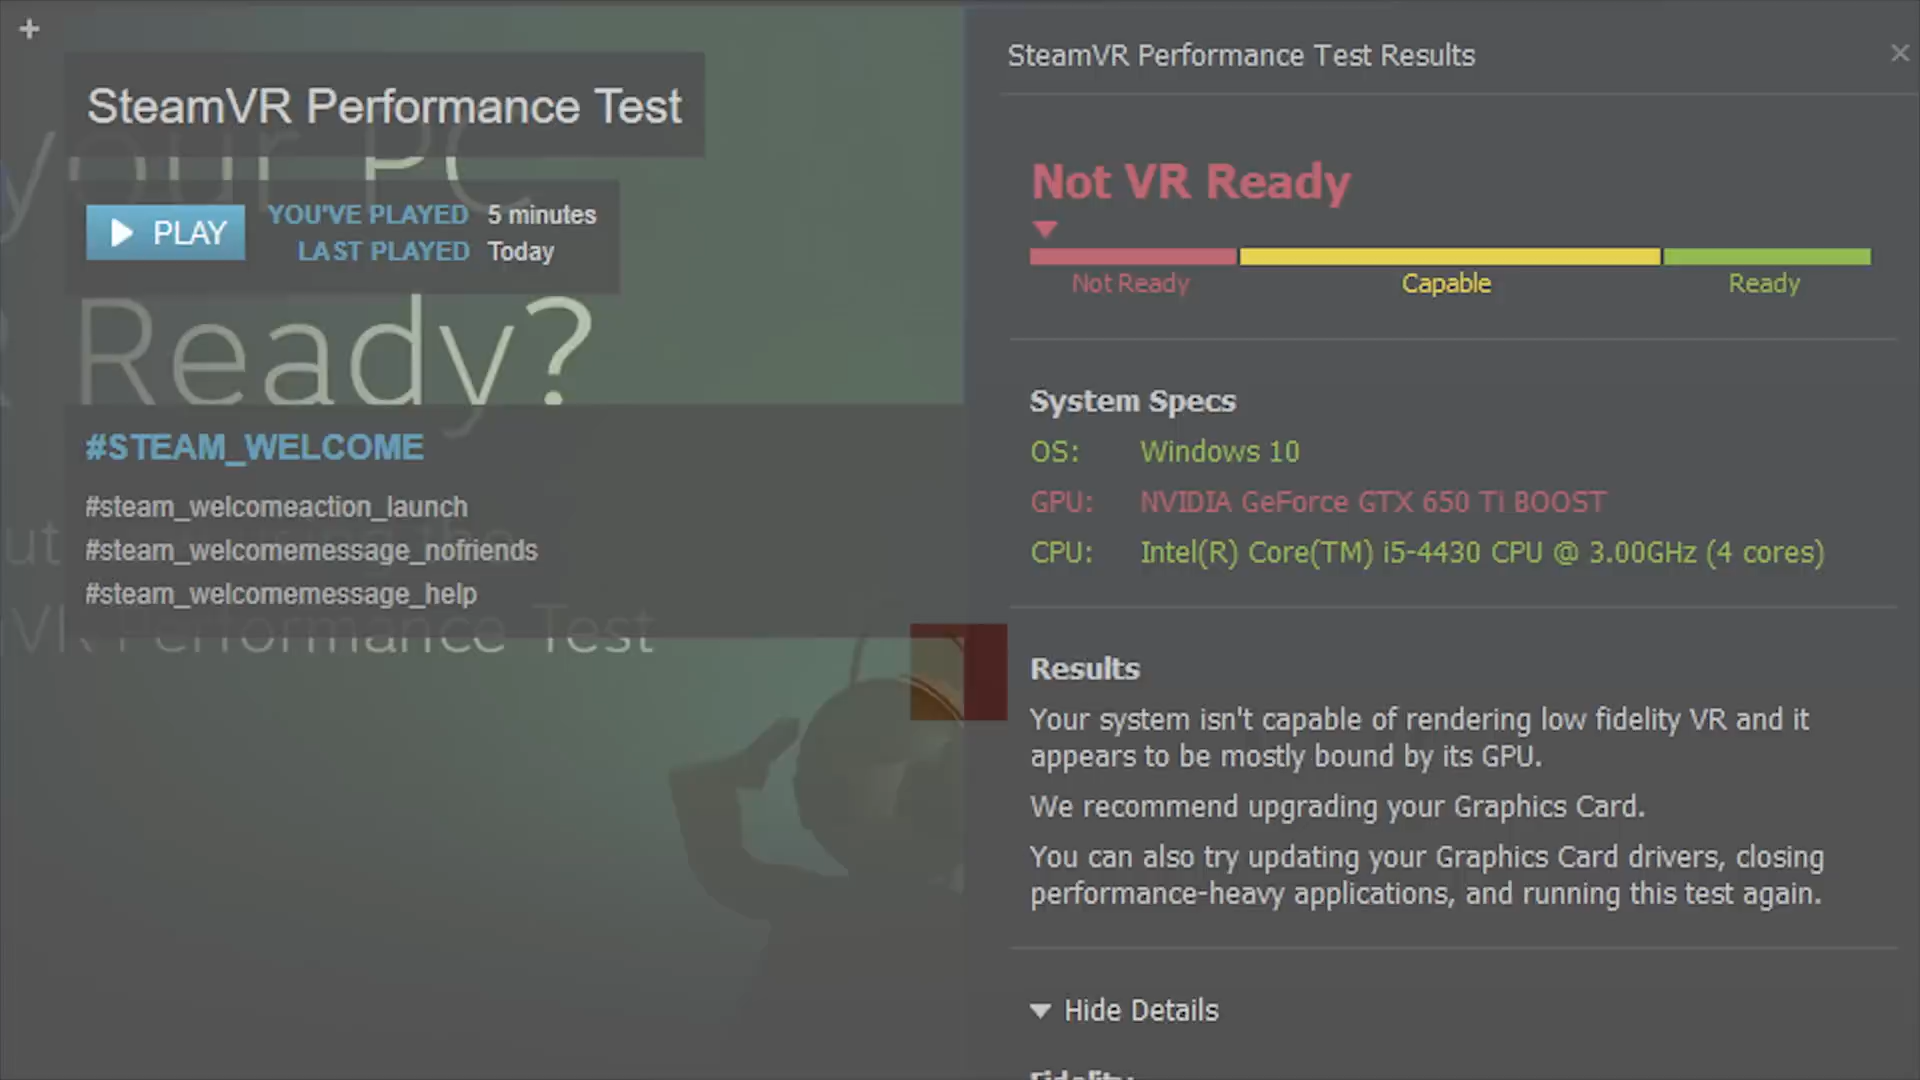 +
SteamVR Performance Test
your PC
PLAY
YOU'VE PLAYED 5 minutes
LAST PLAYED Today
Ready?
#STEAM_WELCOME
#steam_welcomeaction_launch
#steam_welcomemessage_nofriends
#steam_welcomemessage_help
VR Performance Test
SteamVR Performance Test Results
×
Not VR Ready
Not Ready Capable Ready
System Specs
OS: Windows 10
GPU: NVIDIA GeForce GTX 650 Ti BOOST
CPU: Intel(R) Core(TM) i5-4430 CPU @ 3.00GHz (4 cores)
Results
Your system isn't capable of rendering low fidelity VR and it
appears to be mostly bound by its GPU.
We recommend upgrading your Graphics Card.
You can also try updating your Graphics Card drivers, closing
performance-heavy applications, and running this test again.
Hide Details